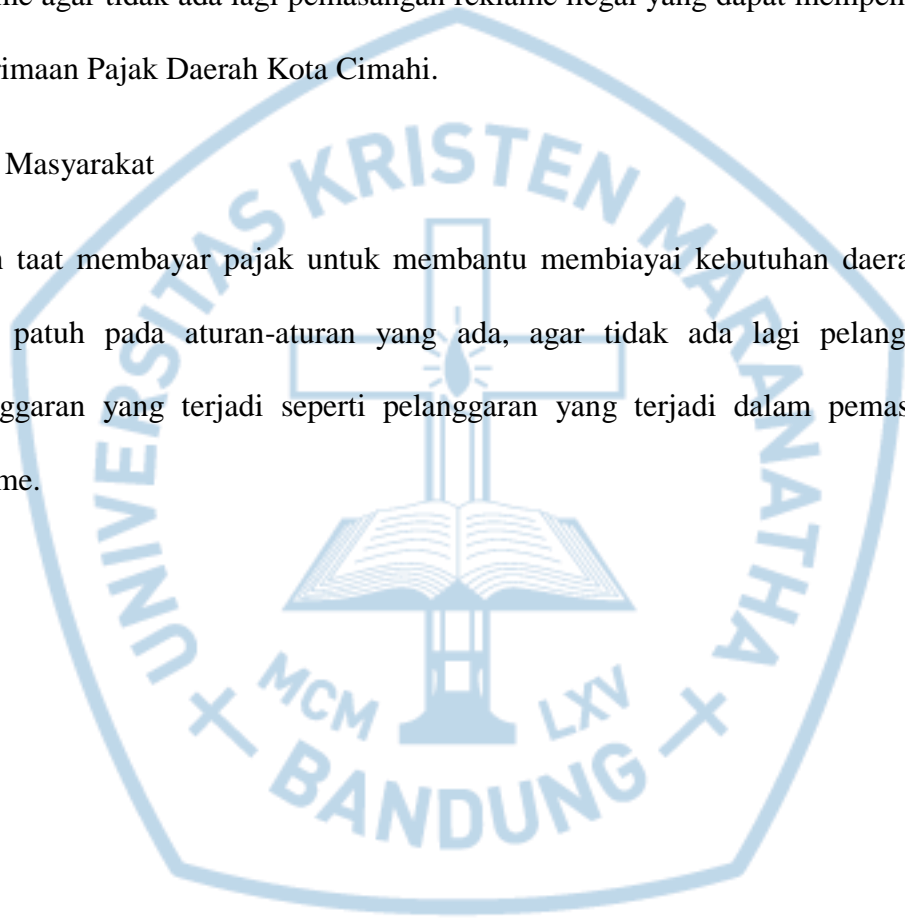 me agar tidak ada lagi pemasangan reklame ilegal yang dapat mempen
rimaan Pajak Daerah Kota Cimahi.
Masyarakat
n taat membayar pajak untuk membantu membiayai kebutuhan daera
patuh pada aturan-aturan yang ada, agar tidak ada lagi pelang
ggaran yang terjadi seperti pelanggaran yang terjadi dalam pemas
me.
UNIVERSITAS KRISTEN MARANATHA
MCM LXV
BANDUNG